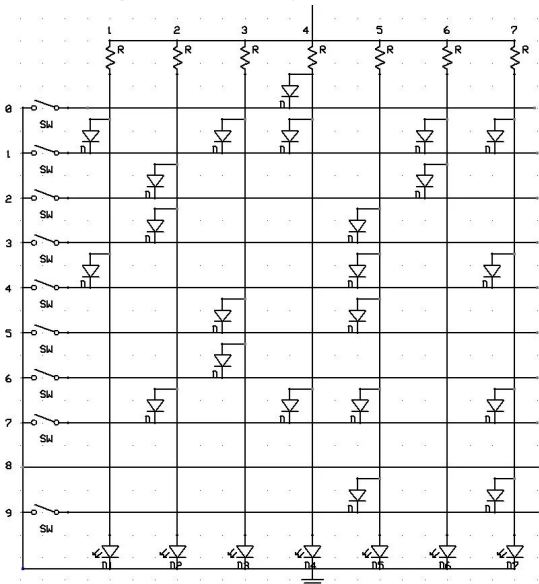 1 2 3 4 5 6 7
R R R R R R R
D
0
SW
D D D D D
1
SW
D D
2
SW
D D
3
SW
D D D
4
SW
D D
5
SW
D
6
SW
D D D D
7
SW
8
D D
9
SW
D1 D2 D3 D4 D5 D6 D7